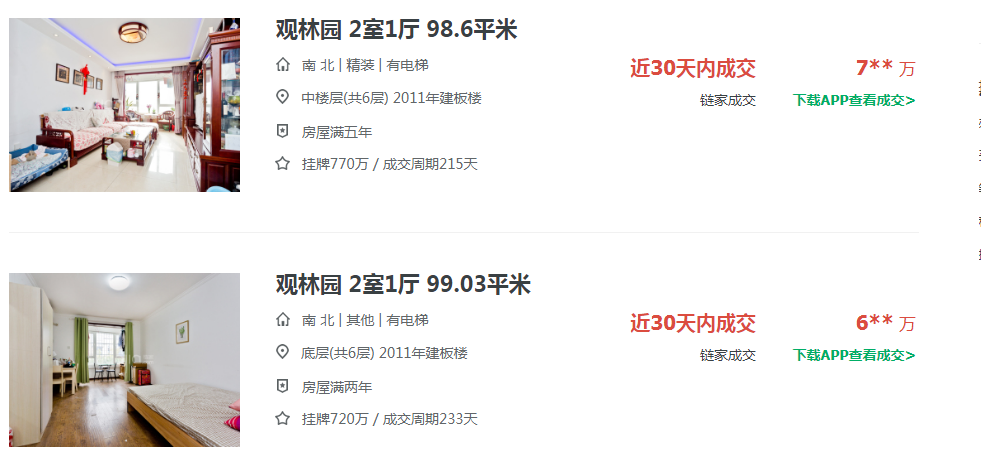 观林园 2室1厅 98.6平米
南 北 | 精装 | 有电梯
近30天内成交
7** 万
中楼层(共6层) 2011年建板楼
链家成交
下载APP查看成交>
房屋满五年
挂牌770万 / 成交周期215天
观林园 2室1厅 99.03平米
南 北 | 其他 | 有电梯
近30天内成交
6** 万
底层(共6层) 2011年建板楼
链家成交
下载APP查看成交>
房屋满两年
挂牌720万 / 成交周期233天